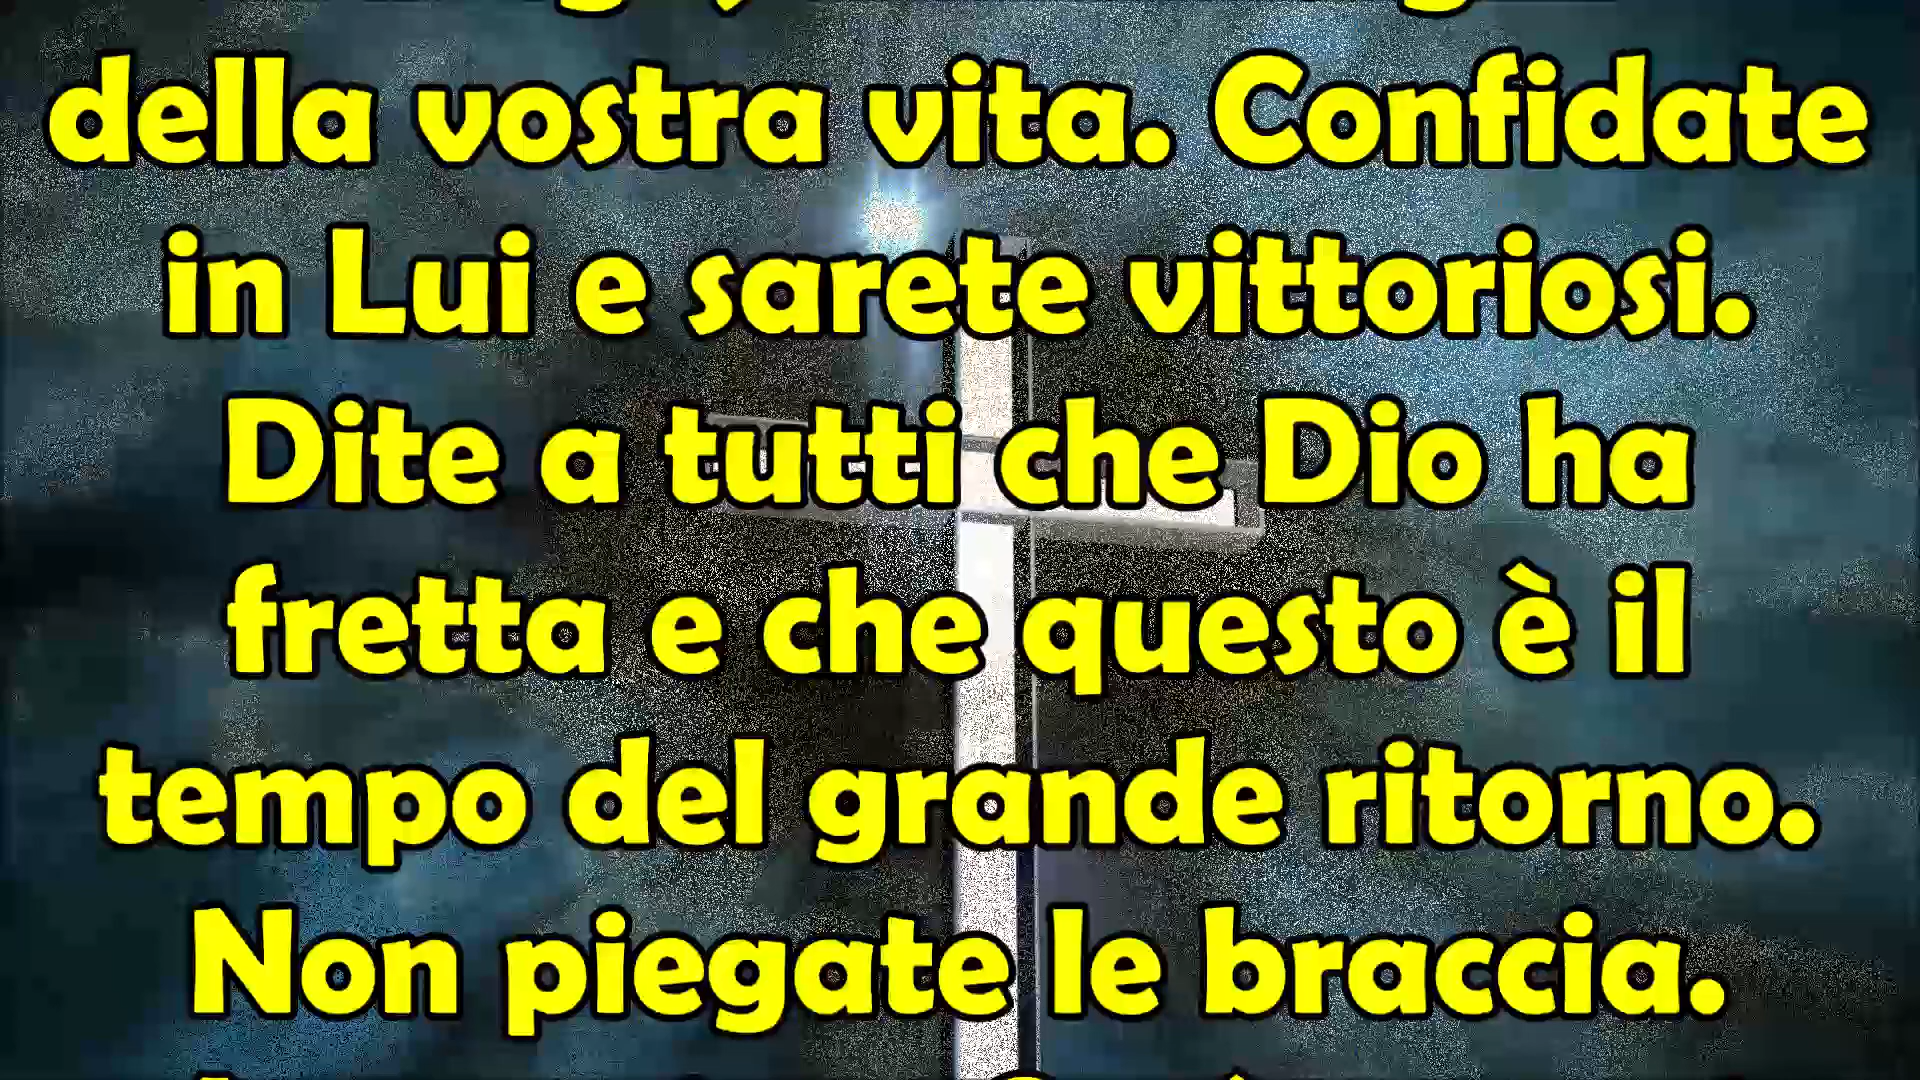 della vostra vita. Confidate
in Lui e sarete vittoriosi.
Dite a tutti che Dio ha
fretta e che questo è il
tempo del grande ritorno.
Non piegate le braccia.